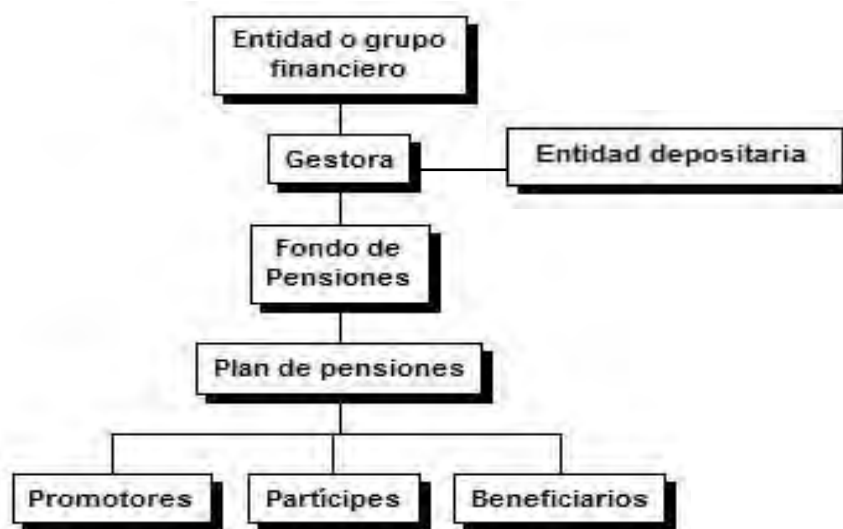 Entidad o grupo
financiero
Gestora
Entidad depositaria
Fondo de
Pensiones
Plan de pensiones
Promotores
Partícipes
Beneficiarios